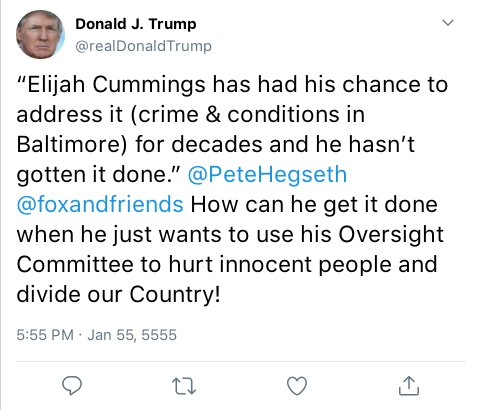 Donald J. Trump
@realDonaldTrump
“Elijah Cummings has had his chance to
address it (crime & conditions in
Baltimore) for decades and he hasn’t
gotten it done.” @PeteHegseth
@foxandfriends How can he get it done
when he just wants to use his Oversight
Committee to hurt innocent people and
divide our Country!
5:55 PM · Jan 55, 5555